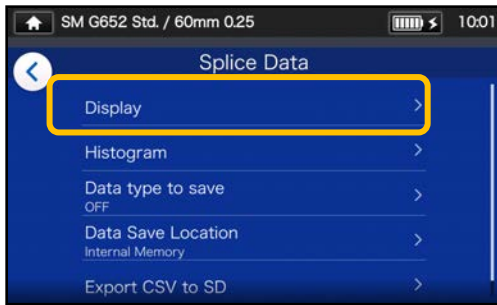 SM G652 Std. / 60mm 0.25 10:01
Splice Data
Display
Histogram
Data type to save
OFF
Data Save Location
Internal Memory
Export CSV to SD